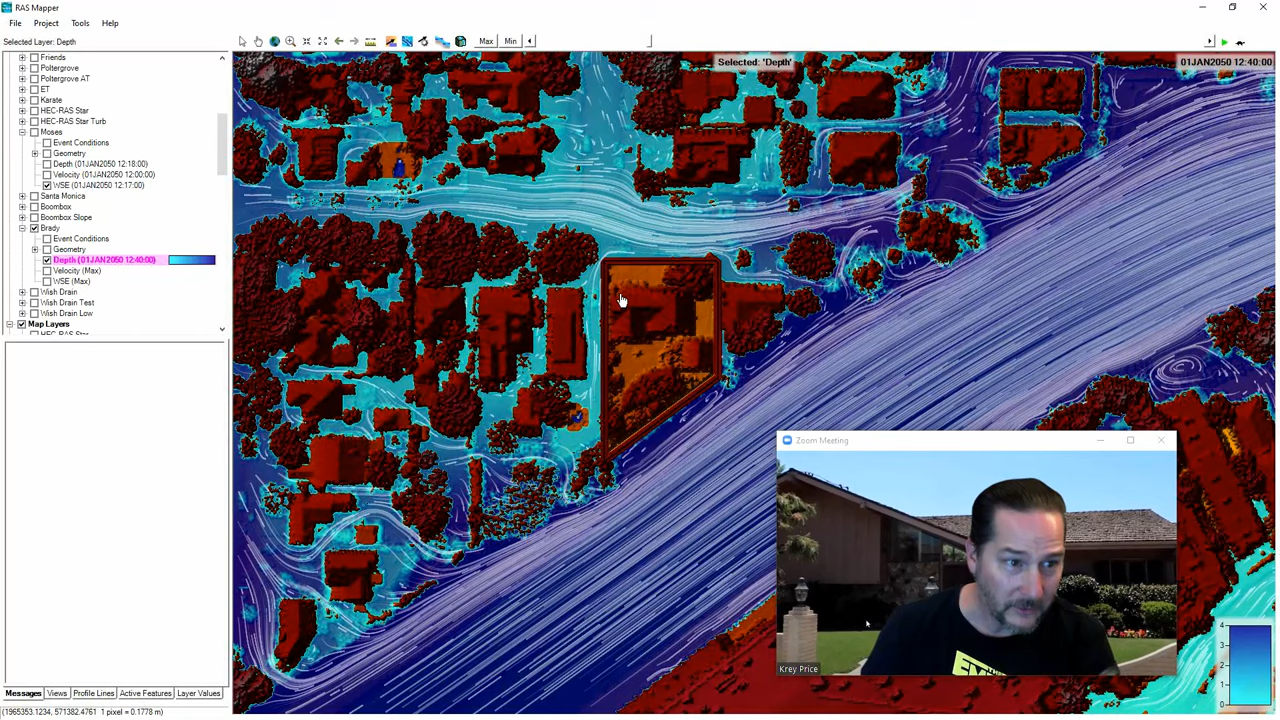 RAS Mapper
File Project Tools Help
Selected Layer: Depth
Max Min
Selected: 'Depth'
01JAN2050 12:40:00
Friends
Poltergrove
Poltergrove AT
ET
Karate
HEC-RAS Star
HEC-RAS Star Turb
Moses
Event Conditions
Geometry
Depth (01JAN2050 12:18:00)
Velocity (01JAN2050 12:00:00)
WSE (01JAN2050 12:17:00)
Santa Monica
Boombox
Boombox Slope
Brady
Event Conditions
Geometry
Depth (01JAN2050 12:40:00)
Velocity (Max)
WSE (Max)
Wish Drain
Wish Drain Test
Wish Drain Low
Map Layers
Zoom Meeting
Krey Price
4
3
2
1
0
Messages Views Profile Lines Active Features Layer Values
(1965353.1234, 571382.4761 1 pixel = 0.1778 m)